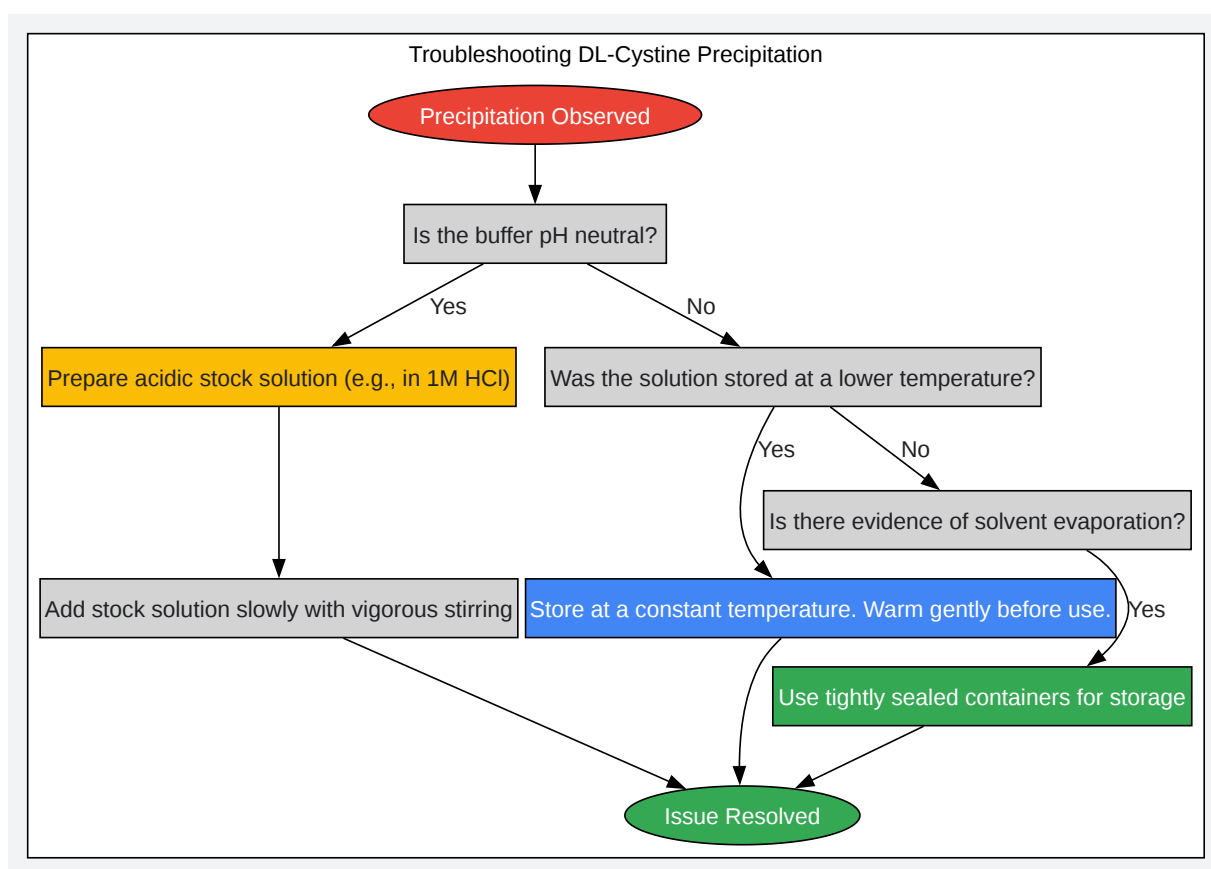 Troubleshooting DL-Cystine Precipitation
Precipitation Observed
Is the buffer pH neutral?
Yes
No
Prepare acidic stock solution (e.g., in 1M HCl)
Was the solution stored at a lower temperature?
Yes
No
Is there evidence of solvent evaporation?
Add stock solution slowly with vigorous stirring
Store at a constant temperature. Warm gently before use.
Yes
Use tightly sealed containers for storage
Issue Resolved